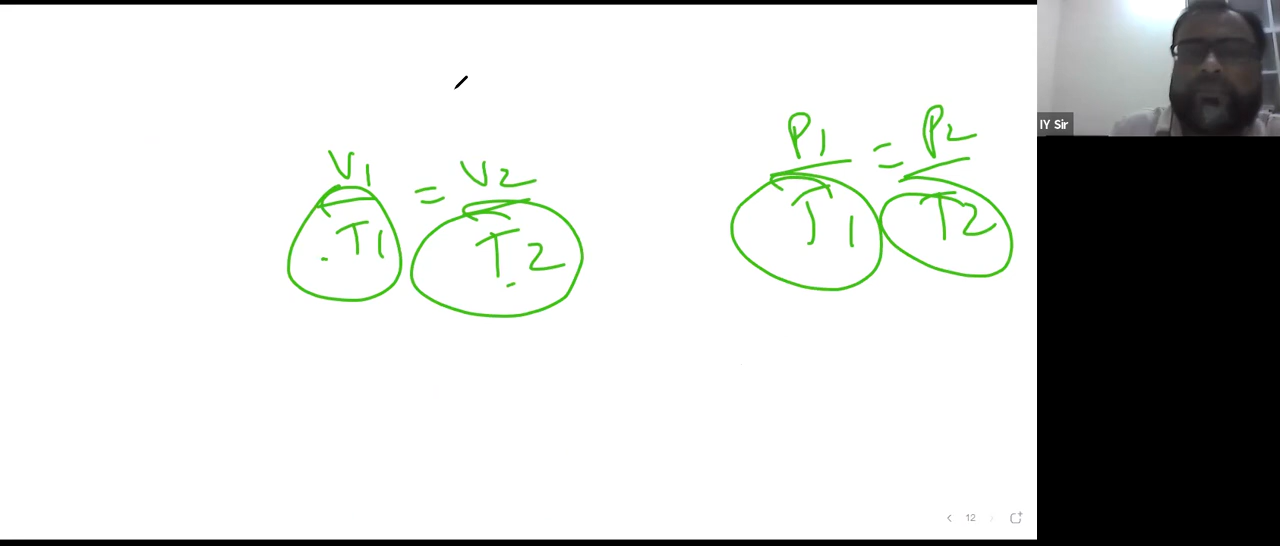 V1/T1 = V2/T2
P1/T1 = P2/T2
IY Sir
12